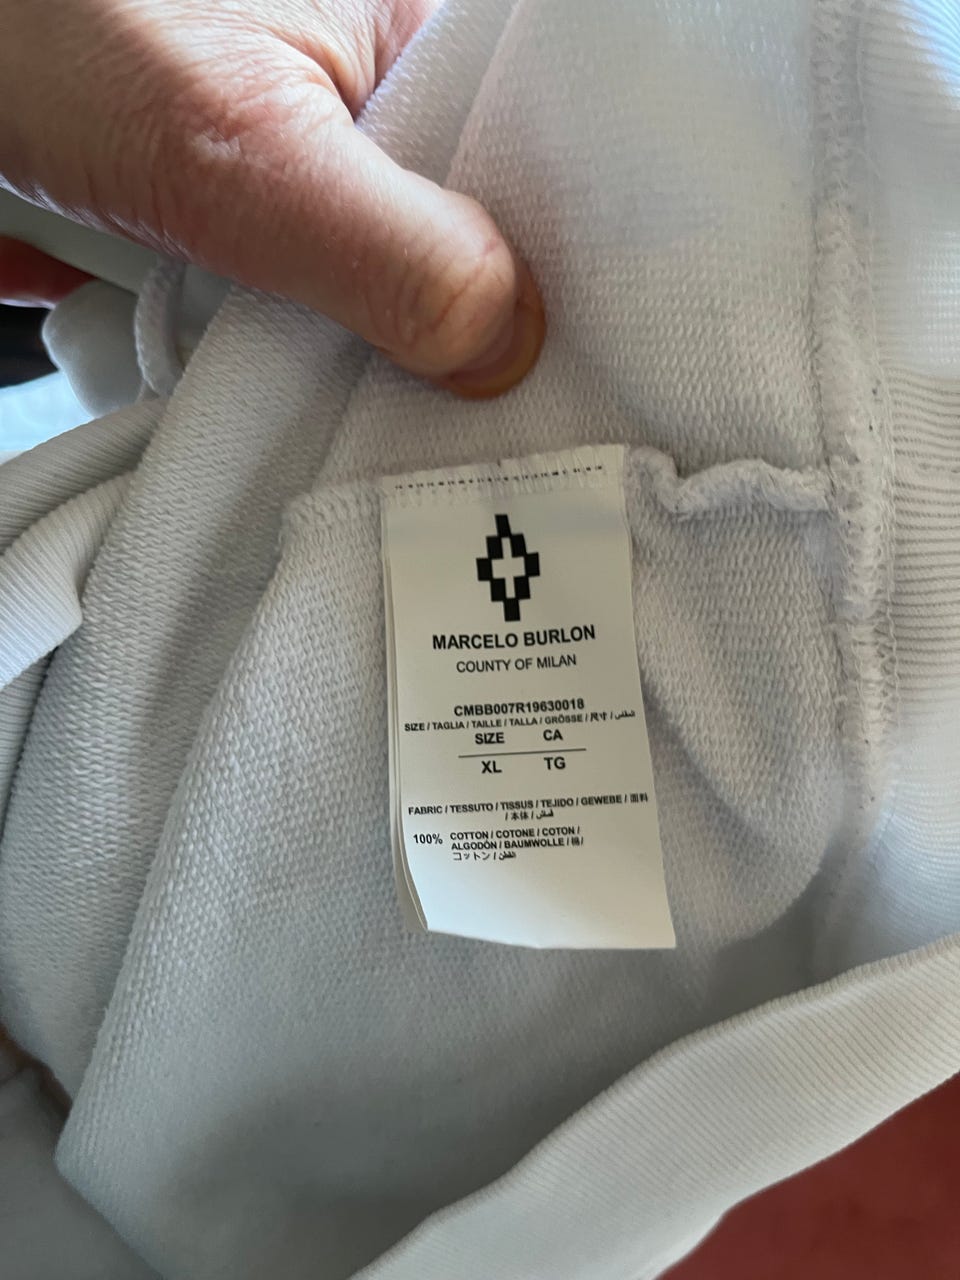 MARCELO BURLON
COUNTY OF MILAN
CMBB007R19630018
SIZE / TAGLIA / TAILLE / TALLA / GRÖSSE / 尺寸 / المقاس
SIZE CA
XL TG
FABRIC / TESSUTO / TISSUS / TEJIDO / GEWEBE / 面料
/ 本体 / قماش
100% COTTON / COTONE / COTON /
ALGODÓN / BAUMWOLLE / 棉/
コットン / القطن